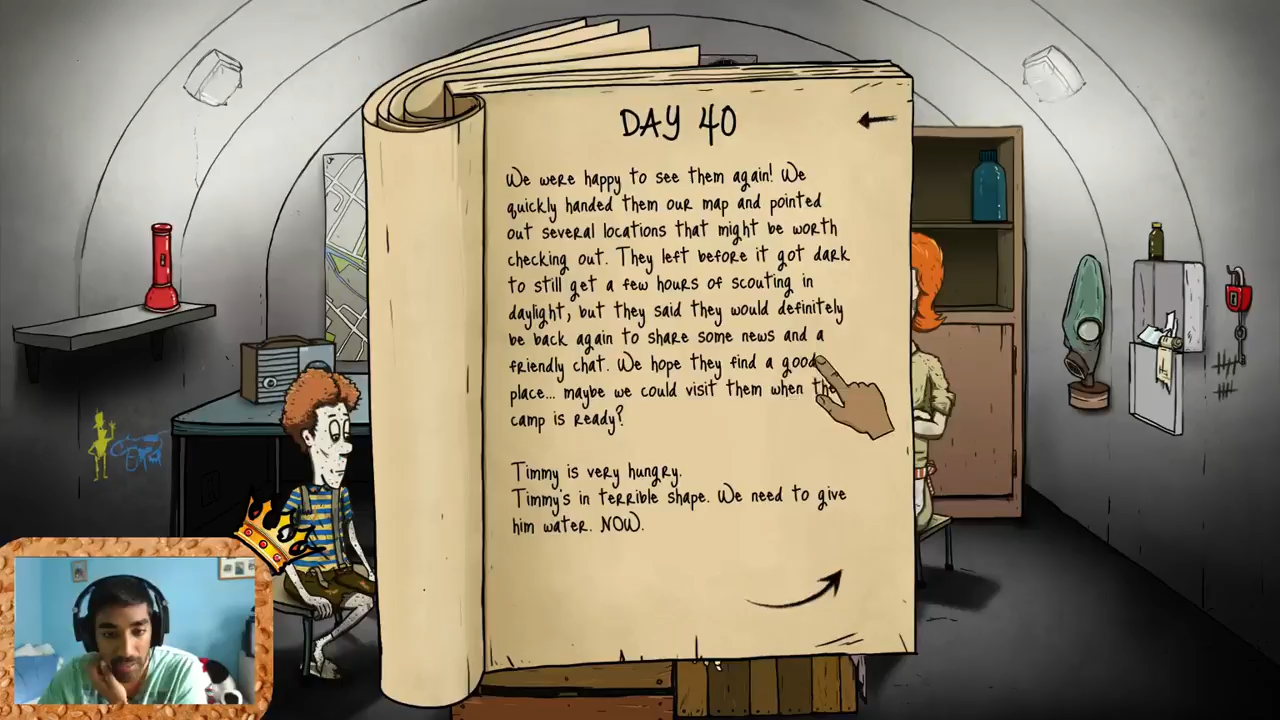 DAY 40
We were happy to see them again! We
quickly handed them our map and pointed
out several locations that might be worth
checking out. They left before it got dark
to still get a few hours of scouting in
daylight, but they said they would definitely
be back again to share some news and a
friendly chat. We hope they find a good
place... maybe we could visit them when the
camp is ready?
Timmy is very hungry.
Timmy's in terrible shape. We need to give
him water. NOW.